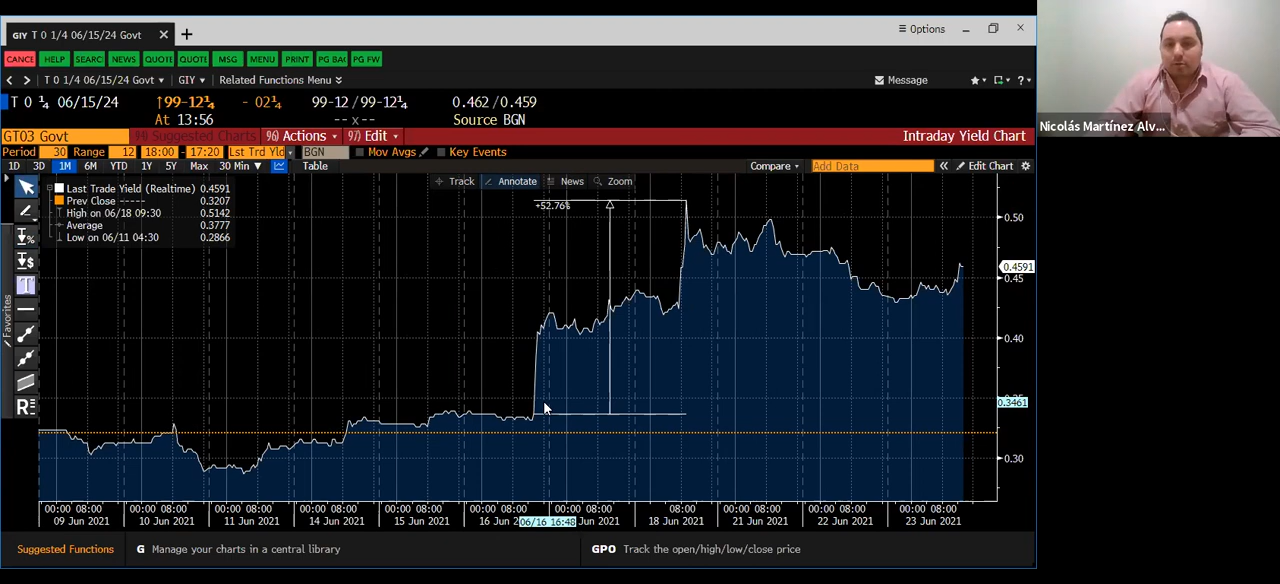 GIY T 0 1/4 06/15/24 Govt
Options
CANCE HELP SEARC NEWS QUOTE QUOTE MSG MENU PRINT PG BAC PG FW
T 0 1/4 06/15/24 Govt GIY Related Functions Menu Message
T 0 ¼ 06/15/24 ↑99-12¼ - 02¼ 99-12 / 99-12¼ 0.462 / 0.459
At 13:56 -- x -- Source BGN
GT03 Govt 94) Suggested Charts 96) Actions 97) Edit Intraday Yield Chart
Period 30 Range 12 18:00 - 17:20 Lst Trd Yld BGN Mov Avgs Key Events
1D 3D 1M 6M YTD 1Y 5Y Max 30 Min Table Compare Add Data Edit Chart
Track Annotate News Zoom
Last Trade Yield (Realtime) 0.4591
Prev Close ----- 0.3207
High on 06/18 09:30 0.5142
Average 0.3777
Low on 06/11 04:30 0.2866
+52.76%
0.50
0.4591
0.45
0.40
0.3461
0.30
Favorites
00:00 08:00 00:00 08:00 00:00 08:00 00:00 08:00 00:00 08:00 00:00 08:00 00:00 08:00 08:00 00:00 08:00 00:00 08:00 00:00 08:00
09 Jun 2021 10 Jun 2021 11 Jun 2021 14 Jun 2021 15 Jun 2021 16 J 06/16 16:48 un 2021 18 Jun 2021 21 Jun 2021 22 Jun 2021 23 Jun 2021
Suggested Functions G Manage your charts in a central library GPO Track the open/high/low/close price
Nicolás Martínez Alv...